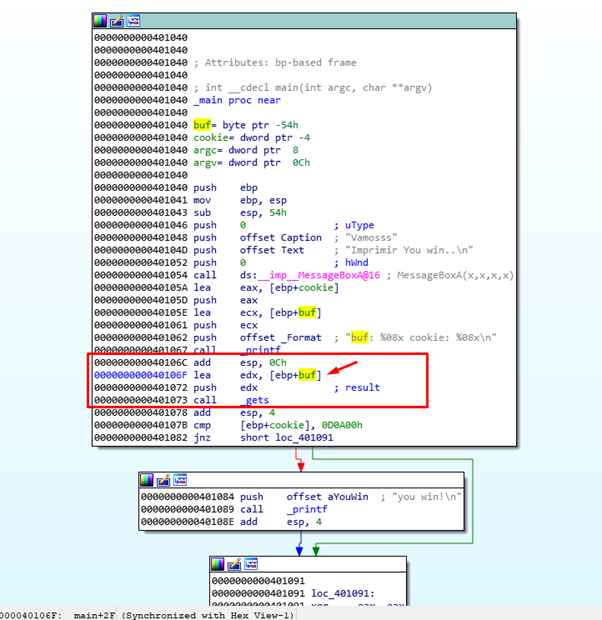 0000000000401040
0000000000401040
0000000000401040 ; Attributes: bp-based frame
0000000000401040
0000000000401040 ; int __cdecl main(int argc, char **argv)
0000000000401040 _main proc near
0000000000401040
0000000000401040 buf= byte ptr -54h
0000000000401040 cookie= dword ptr -4
0000000000401040 argc= dword ptr  8
0000000000401040 argv= dword ptr  0Ch
0000000000401040
0000000000401040 push    ebp
0000000000401041 mov     ebp, esp
0000000000401043 sub     esp, 54h
0000000000401046 push    0               ; uType
0000000000401048 push    offset Caption  ; "Vamosss"
000000000040104D push    offset Text     ; "Imprimir You win..\n"
0000000000401052 push    0               ; hWnd
0000000000401054 call    ds:__imp__MessageBoxA@16 ; MessageBoxA(x,x,x,x)
000000000040105A lea     eax, [ebp+cookie]
000000000040105D push    eax
000000000040105E lea     ecx, [ebp+buf]
0000000000401061 push    ecx
0000000000401062 push    offset _Format  ; "buf: %08x cookie: %08x\n"
0000000000401067 call    _printf
000000000040106C add     esp, 0Ch
000000000040106F lea     edx, [ebp+buf]
0000000000401072 push    edx             ; result
0000000000401073 call    _gets
0000000000401078 add     esp, 4
000000000040107B cmp     [ebp+cookie], 0D0A00h
0000000000401082 jnz     short loc_401091
0000000000401084 push    offset aYouWin  ; "you win!\n"
0000000000401089 call    _printf
000000000040108E add     esp, 4
0000000000401091
0000000000401091 loc_401091:
000040106F: main+2F (Synchronized with Hex View-1)